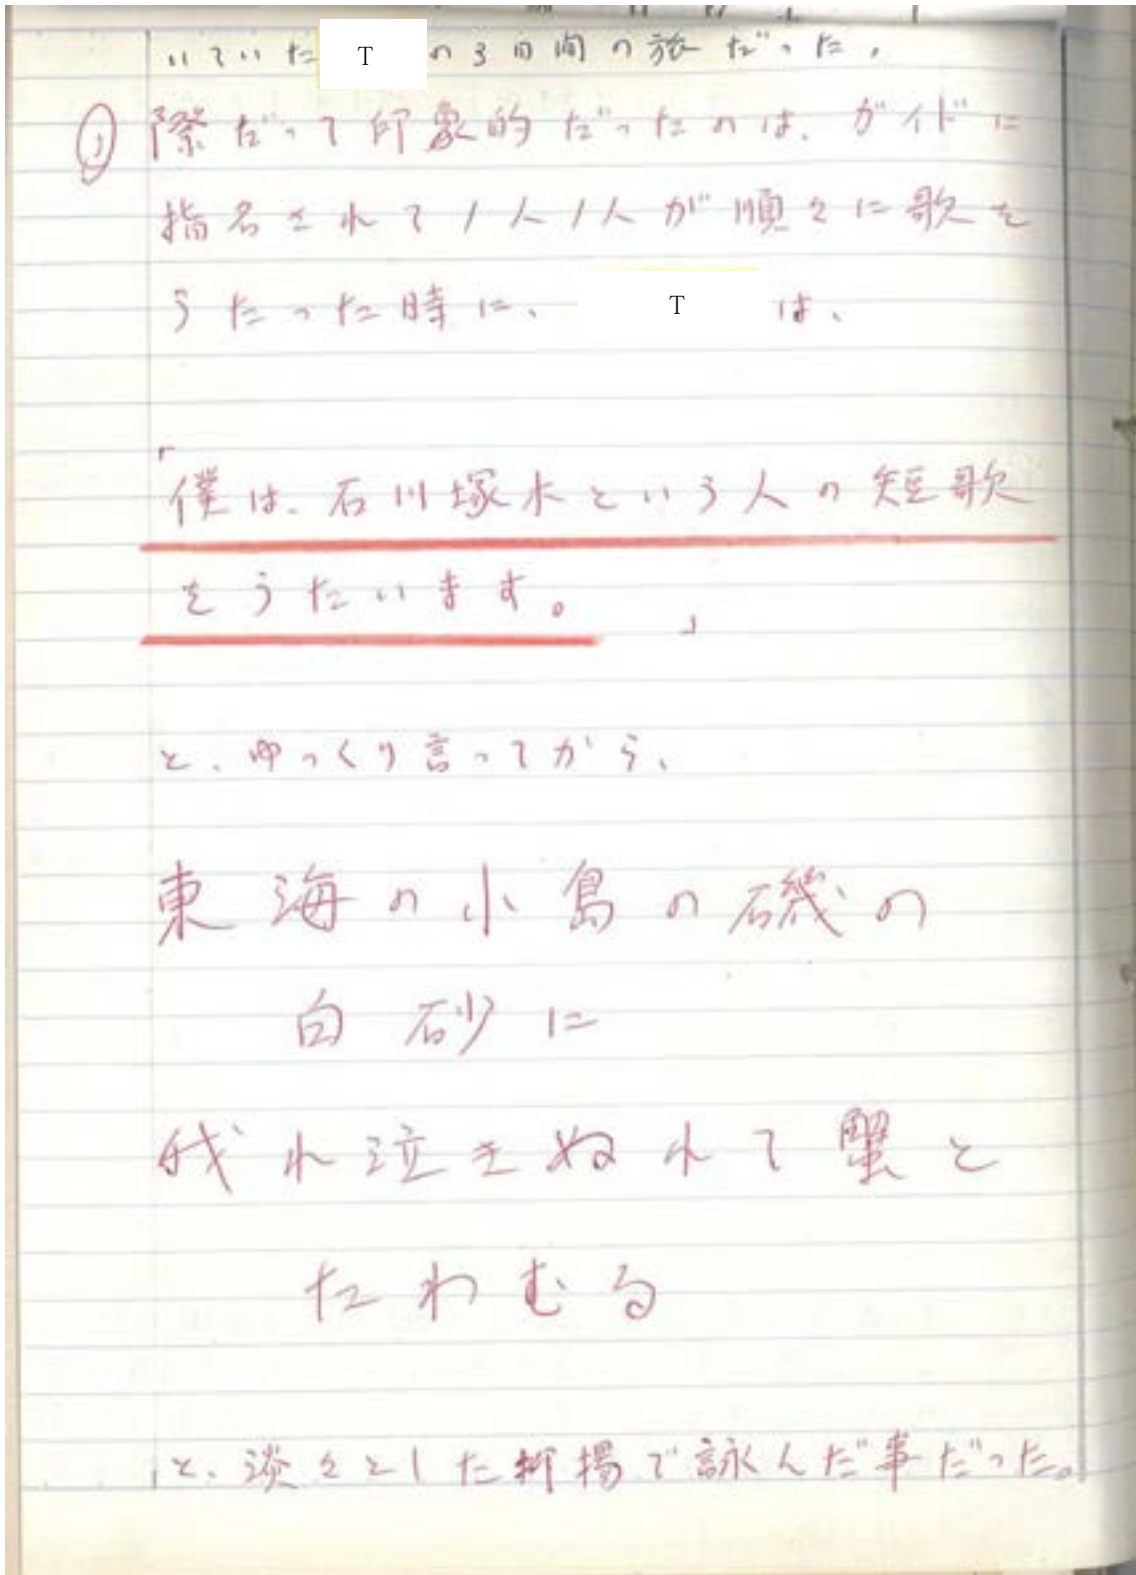 いていたTの3日間の旅だった。
① 際だって印象的だったのは、ガイドに
指名されて1人1人が順々に歌を
うたった時に、Tは、
「僕は、石川塚木という人の短歌
をうたいます。」
と、ゆっくり言ってから、
東海の小島の磯の
白砂に
我れ泣きぬれて蟹と
たわむる
と、淡々とした抑揚で詠んだ事だった。